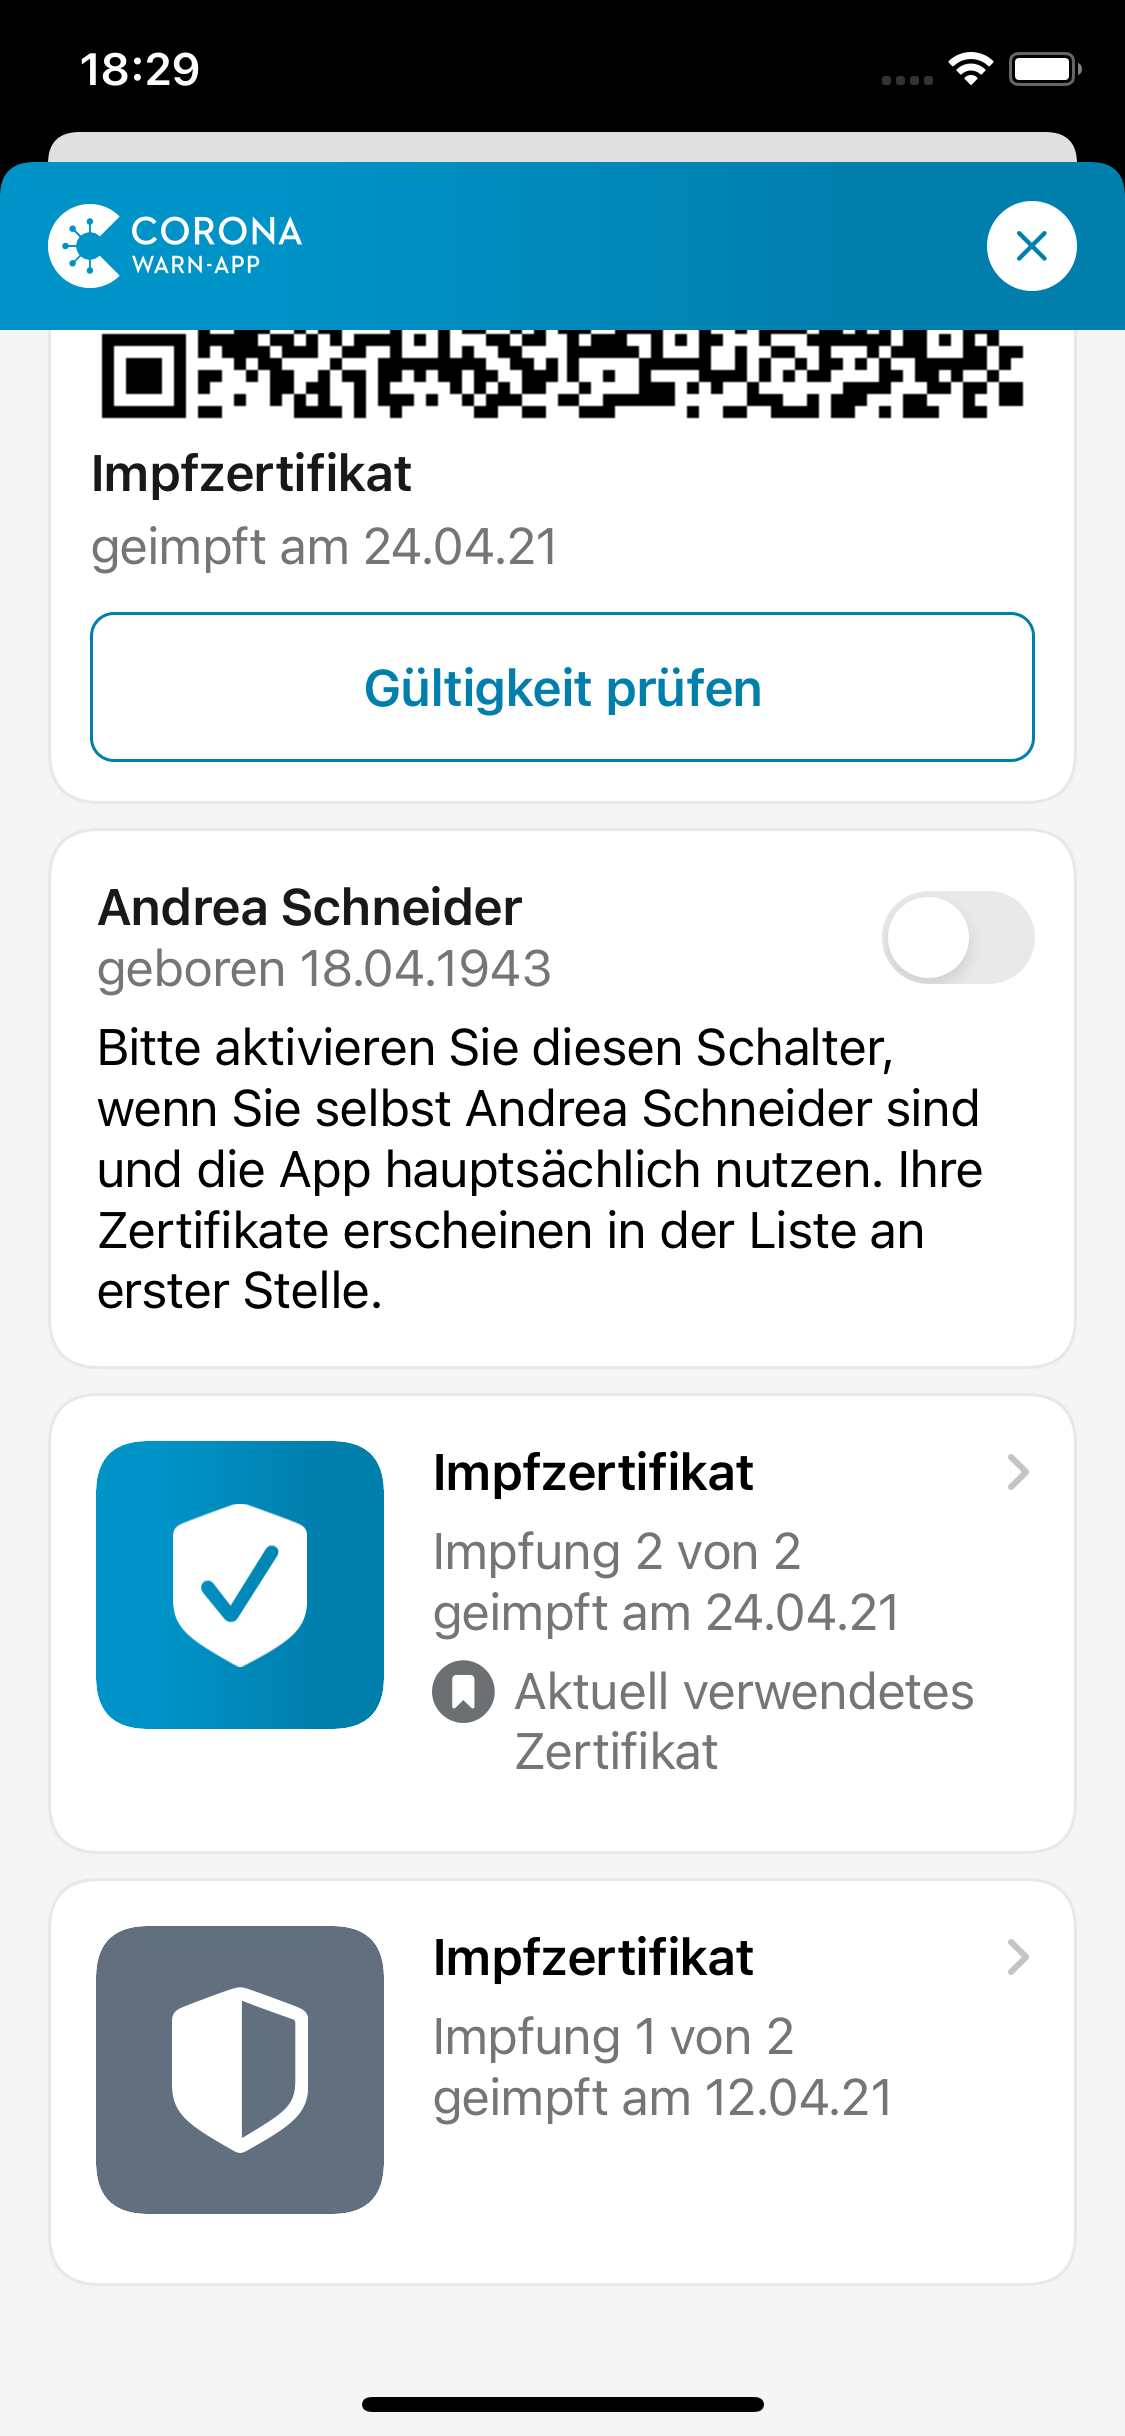 18:29
CORONA
WARN-APP
Impfzertifikat
geimpft am 24.04.21
Gültigkeit prüfen
Andrea Schneider
geboren 18.04.1943
Bitte aktivieren Sie diesen Schalter,
wenn Sie selbst Andrea Schneider sind
und die App hauptsächlich nutzen. Ihre
Zertifikate erscheinen in der Liste an
erster Stelle.
Impfzertifikat
Impfung 2 von 2
geimpft am 24.04.21
Aktuell verwendetes
Zertifikat
Impfzertifikat
Impfung 1 von 2
geimpft am 12.04.21